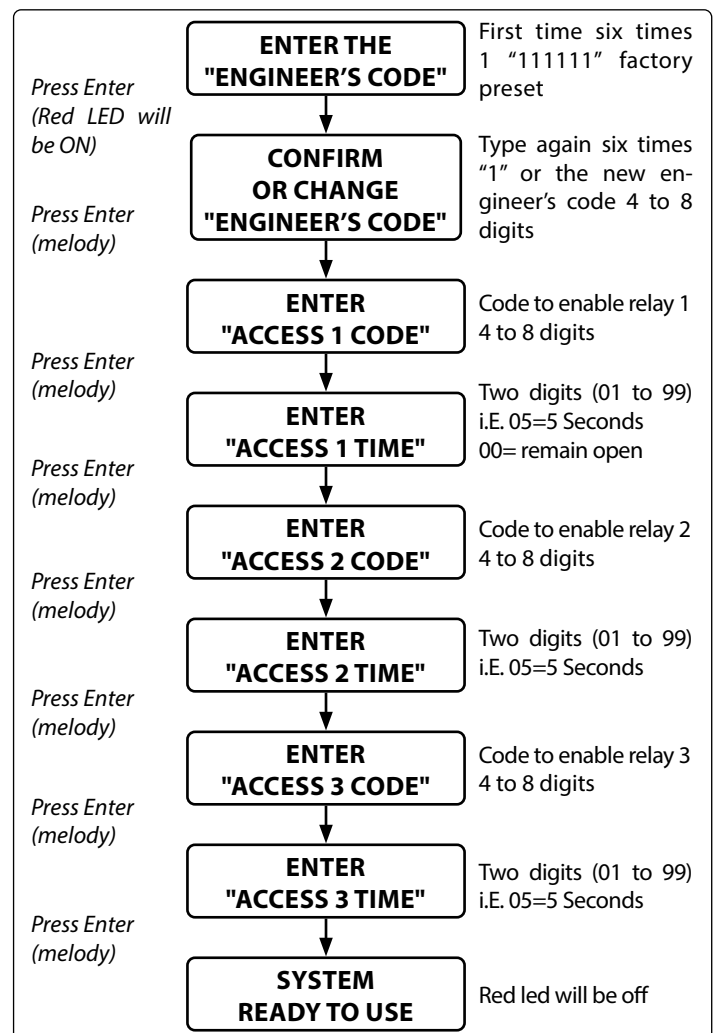 ENTER THE
"ENGINEER'S CODE"
First time six times
1 “111111” factory
preset
Press Enter
(Red LED will
be ON)
CONFIRM
OR CHANGE
"ENGINEER’S CODE"
Type again six times
“1” or the new en-
gineer’s code 4 to 8
digits
Press Enter
(melody)
ENTER
"ACCESS 1 CODE"
Code to enable relay 1
4 to 8 digits
Press Enter
(melody)
ENTER
"ACCESS 1 TIME"
Two digits (01 to 99)
i.E. 05=5 Seconds
00= remain open
Press Enter
(melody)
ENTER
"ACCESS 2 CODE"
Code to enable relay 2
4 to 8 digits
Press Enter
(melody)
ENTER
"ACCESS 2 TIME"
Two digits (01 to 99)
i.E. 05=5 Seconds
Press Enter
(melody)
ENTER
"ACCESS 3 CODE"
Code to enable relay 3
4 to 8 digits
Press Enter
(melody)
ENTER
"ACCESS 3 TIME"
Two digits (01 to 99)
i.E. 05=5 Seconds
Press Enter
(melody)
SYSTEM
READY TO USE
Red led will be off